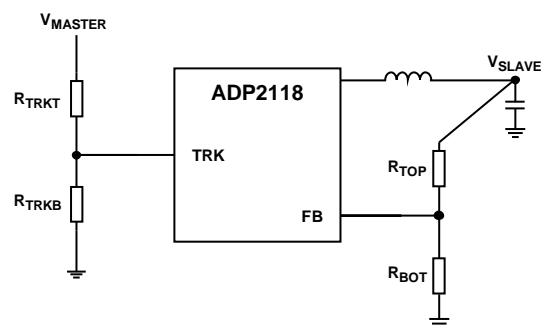 VMASTER
VSLAVE
ADP2118
RTRKT
TRK
RTOP
RTRKB
FB
RBOT